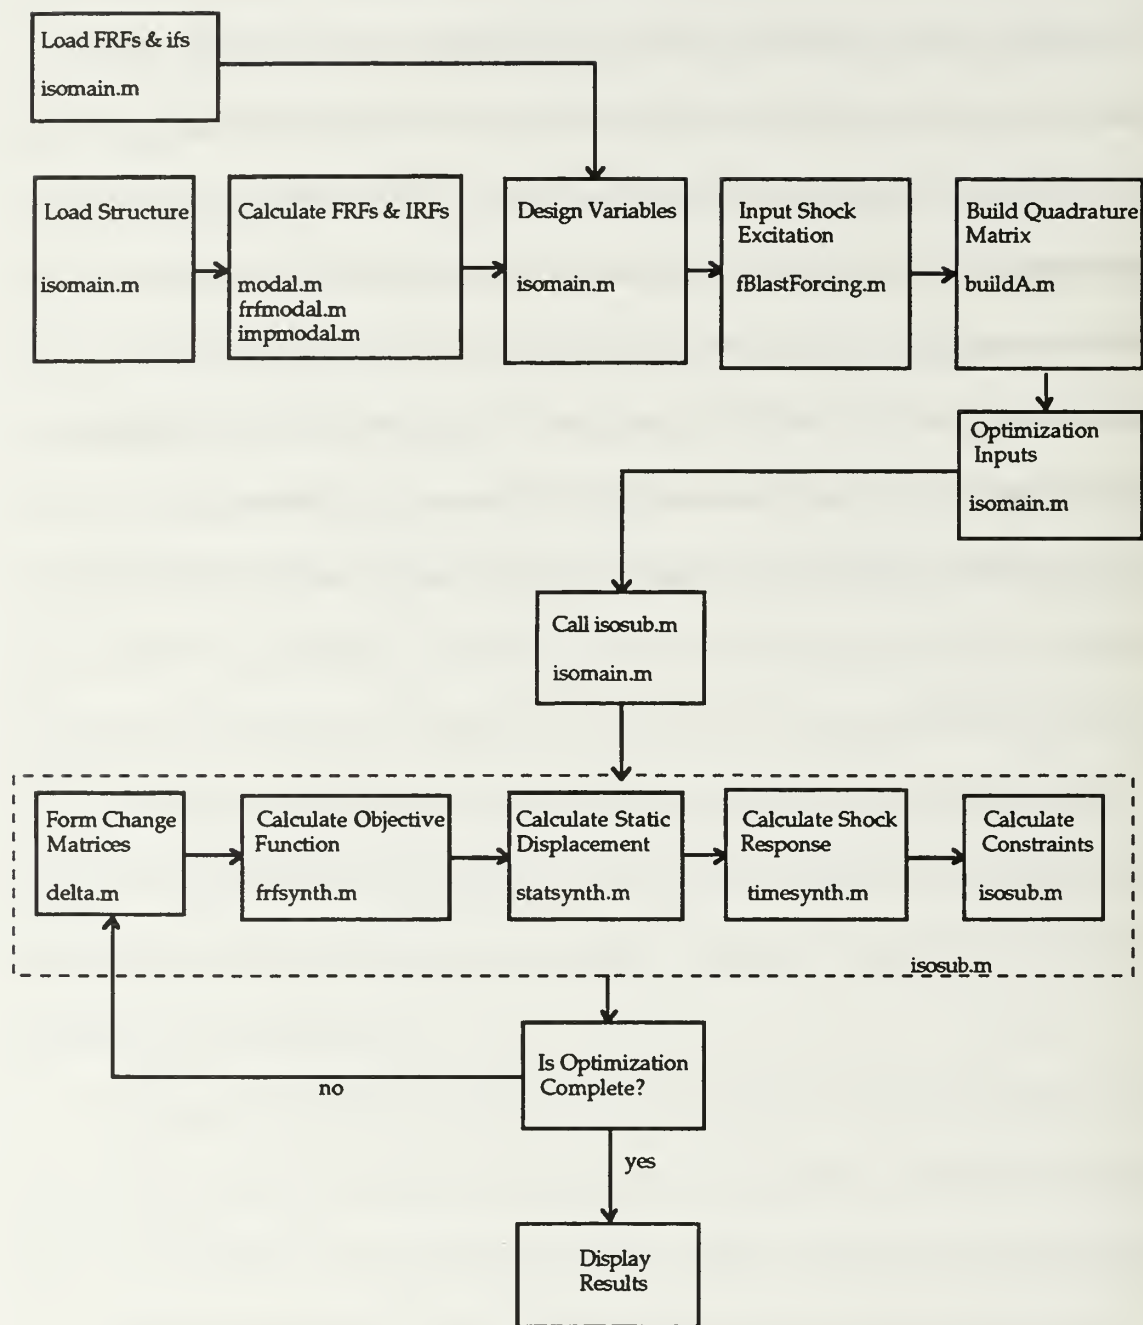 Load FRFs & ifs
isomain.m
Load Structure
isomain.m
Calculate FRFs & IRFs
modal.m
frfmodal.m
impmodal.m
Design Variables
isomain.m
Input Shock
Excitation
fBlastForcing.m
Build Quadrature
Matrix
buildA.m
Optimization
Inputs
isomain.m
Call isosub.m
isomain.m
Form Change
Matrices
delta.m
Calculate Objective
Function
frfsynth.m
Calculate Static
Displacement
statsynth.m
Calculate Shock
Response
timesynth.m
Calculate
Constraints
isosub.m
isosub.m
Is Optimization
Complete?
no
yes
Display
Results